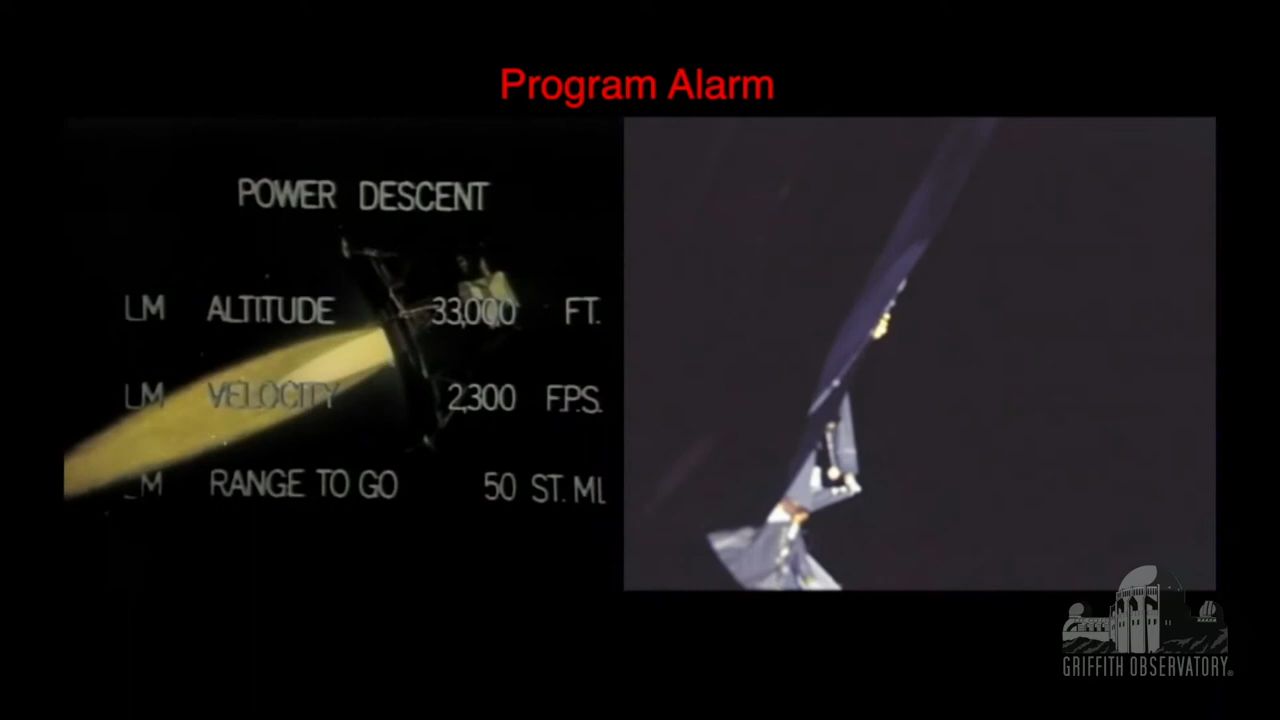 Program Alarm
POWER DESCENT
LM ALTITUDE 33,000 FT.
LM VELOCITY 2,300 F.P.S.
LM RANGE TO GO 50 ST. MI.
GRIFFITH OBSERVATORY®